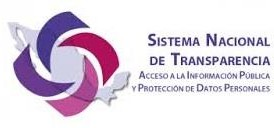 SISTEMA NACIONAL
DE TRANSPARENCIA
ACCESO A LA INFORMACIÓN PÚBLICA
Y PROTECCIÓN DE DATOS PERSONALES